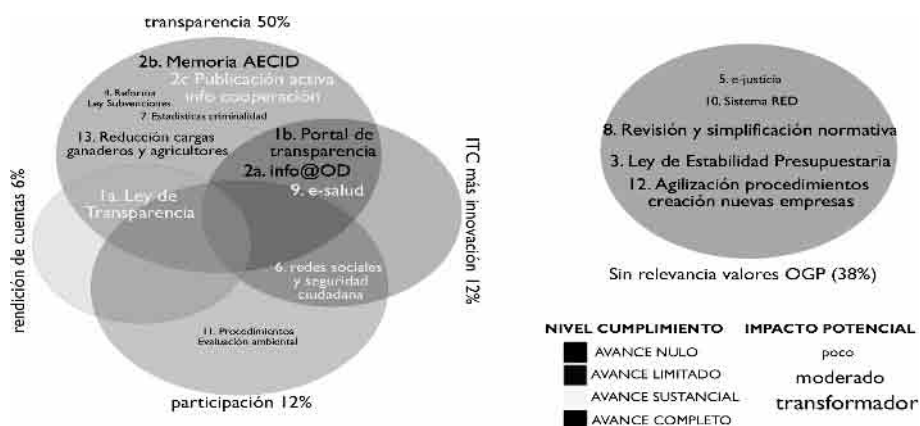 transparencia 50%
2b. Memoria AECID
2c Publicación activa
info cooperación
4. Reforma
Ley Subvenciones
7. Estadísticas criminalidad
13. Reducción cargas
ganaderos y agricultores
1b. Portal de
transparencia
2a. info@OD
9. e-salud
1a. Ley de
Transparencia
6. redes sociales
y seguridad
ciudadana
11. Procedimientos
Evaluación ambiental
participación 12%
rendición de cuentas 6%
ITC más innovación 12%
5. e-justicia
10. Sistema RED
8. Revisión y simplificación normativa
3. Ley de Estabilidad Presupuestaria
12. Agilización procedimientos
creación nuevas empresas
Sin relevancia valores OGP (38%)
NIVEL CUMPLIMIENTO
AVANCE NULO
AVANCE LIMITADO
AVANCE SUSTANCIAL
AVANCE COMPLETO
IMPACTO POTENCIAL
poco
moderado
transformador